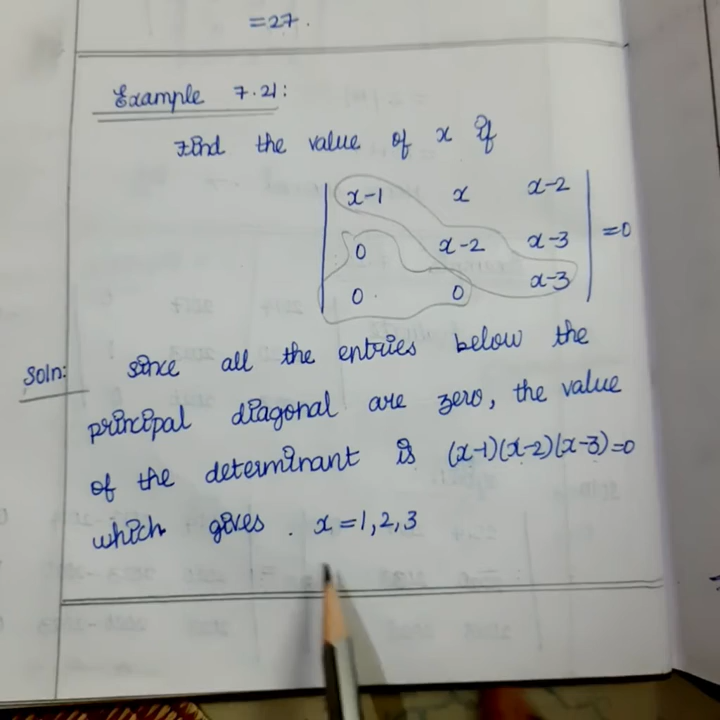 =27.
Example 7.21:
Find the value of x if
| x-1 x x-2 |
| 0 x-2 x-3 | =0
| 0 0 x-3 |
Soln: Since all the entries below the
principal diagonal are zero, the value
of the determinant is (x-1)(x-2)(x-3)=0
which gives . x=1,2,3